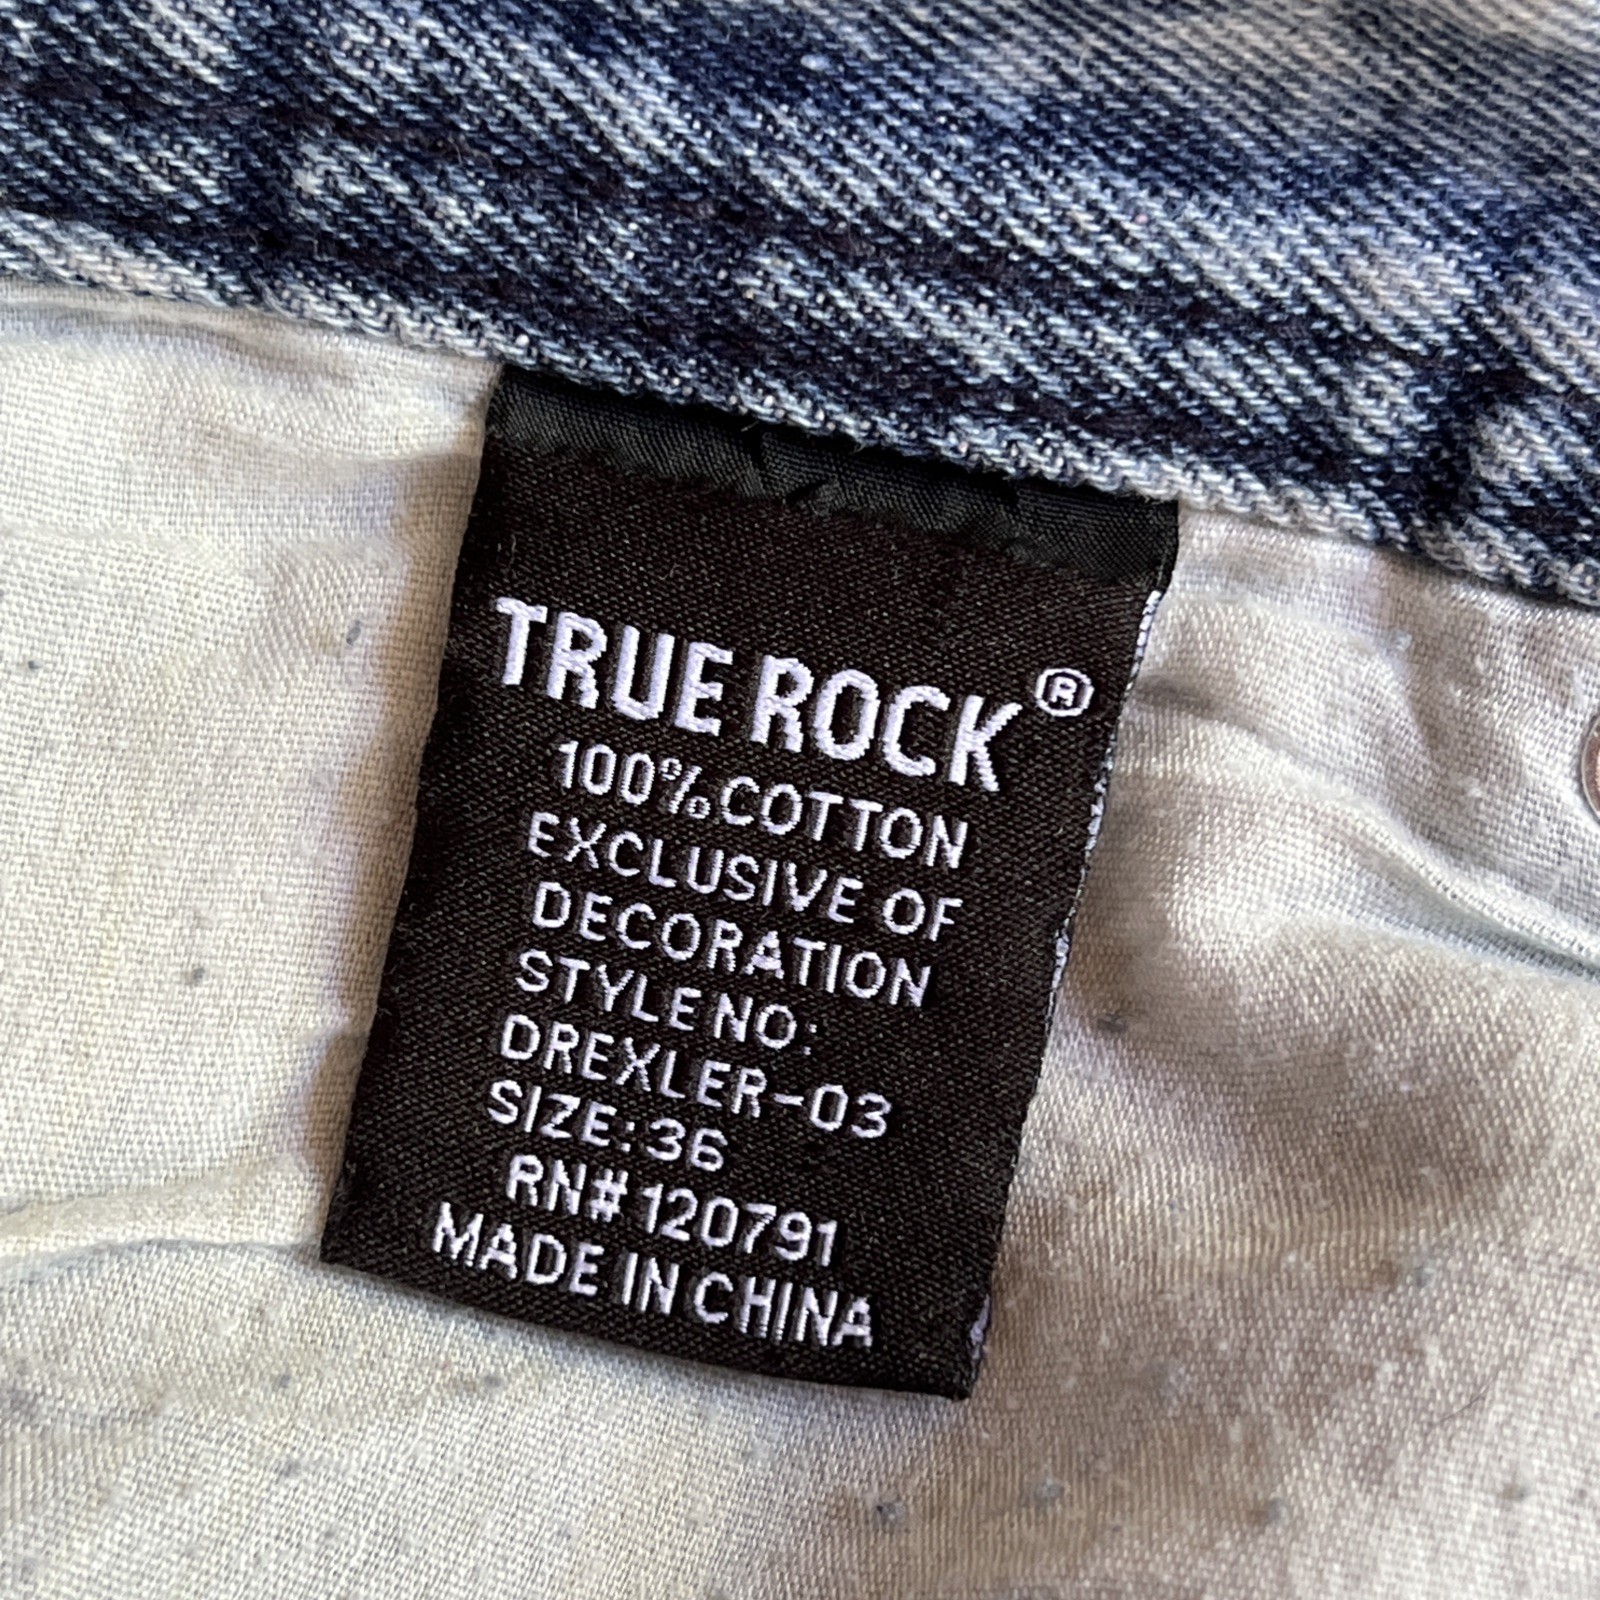 TRUE ROCK®
100% COTTON
EXCLUSIVE OF
DECORATION
STYLE NO:
DREXLER-03
SIZE:36
RN# 120791
MADE IN CHINA